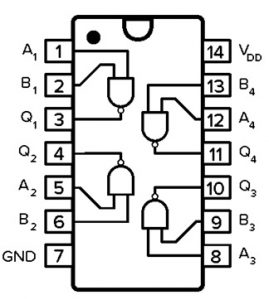 A1 1 14 VDD
B1 2 13 B4
Q1 3 12 A4
Q2 4 11 Q4
A2 5 10 Q3
B2 6 9 B3
GND 7 8 A3